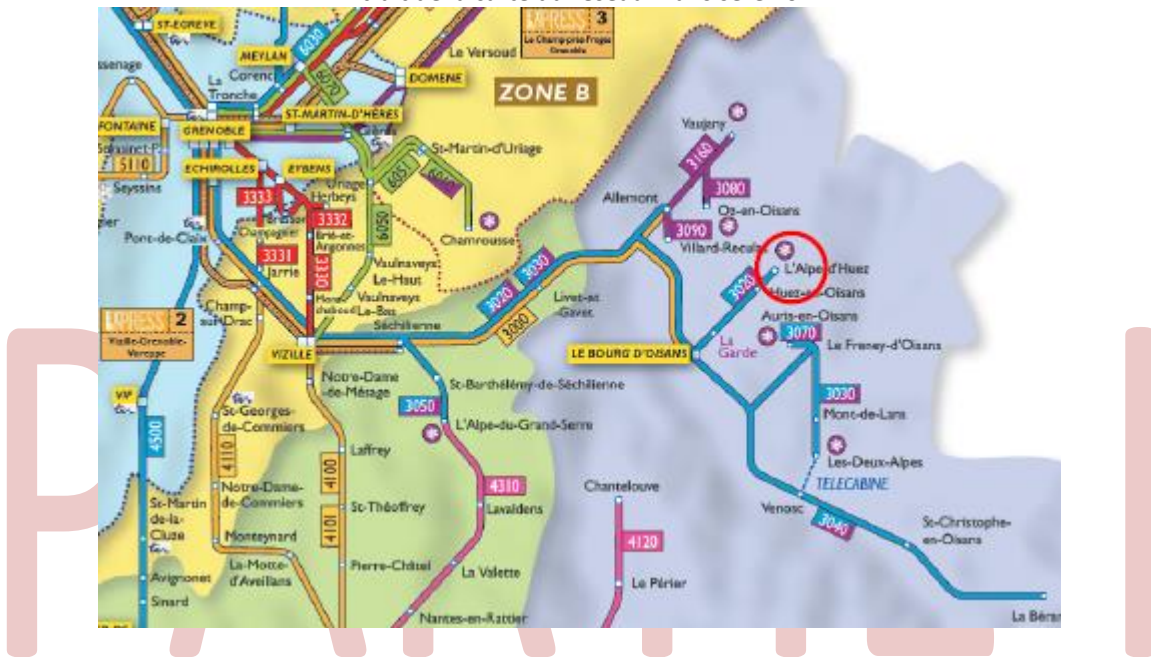 ST-EGREVE
EXPRESS 3
Grenoble
6030
Le Versoud
MEYLAN
Corenc
DOMENE
La
Tronche
6070
ZONE B
ST-MARTIN-D'HÈRES
FONTAINE
GRENOBLE
Gières
Vaujany
5110
St-Martin-d'Uriage
3160
ECHIROLLES
EYBENS
6051
Seyssins
Uriage
3080
3333
Herbeys
Allemont
Oz-en-Oisans
3332
6050
3090
Pont-de-Claix
Champagnier
Brié-et-
Angonnes
Chamrousse
Villard-Reculas
3331
Jarrie
3330
Vaulnaveys
Le-Haut
3020
3030
L'Alpe d'Huez
3020
Huez-en-Oisans
Champ-
sur-Drac
Vaulnaveys
Le-Bas
Livet-et
-Gavet
Auris-en-Oisans
EXPRESS 2
Vizille-Grenoble-
Voreppe
Séchilienne
3000
3070
La
Garde
Le Freney-d'Oisans
VIZILLE
LE BOURG D'OISANS
Notre-Dame
-de-Mésage
St-Barthélémy-de-Séchilienne
3030
VIF
3050
Mont-de-Lans
St-Georges-
de-Commiers
L'Alpe-du-Grand-Serre
4500
4110
Laffrey
4100
Les-Deux-Alpes
TELECABINE
Notre-Dame-
de-Commiers
4310
Chantelouve
St-Martin
de-la-
Cluze
St-Théoffrey
Lavaldens
Venosc
3040
4101
St-Christophe-
en-Oisans
Monteynard
4120
Avignonet
La-Motte-
d'Aveillans
Pierre-Châtel
La Valette
Le Périer
Sinard
Nantes-en-Rattier
La Bérar